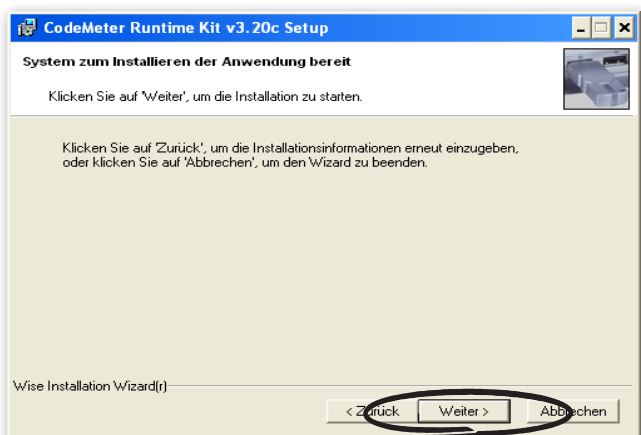 CodeMeter Runtime Kit v3.20c Setup
System zum Installieren der Anwendung bereit
Klicken Sie auf 'Weiter', um die Installation zu starten.
Klicken Sie auf 'Zurück', um die Installationsinformationen erneut einzugeben,
oder klicken Sie auf 'Abbrechen', um den Wizard zu beenden.
Wise Installation Wizard(r)
< Zurück Weiter > Abbrechen